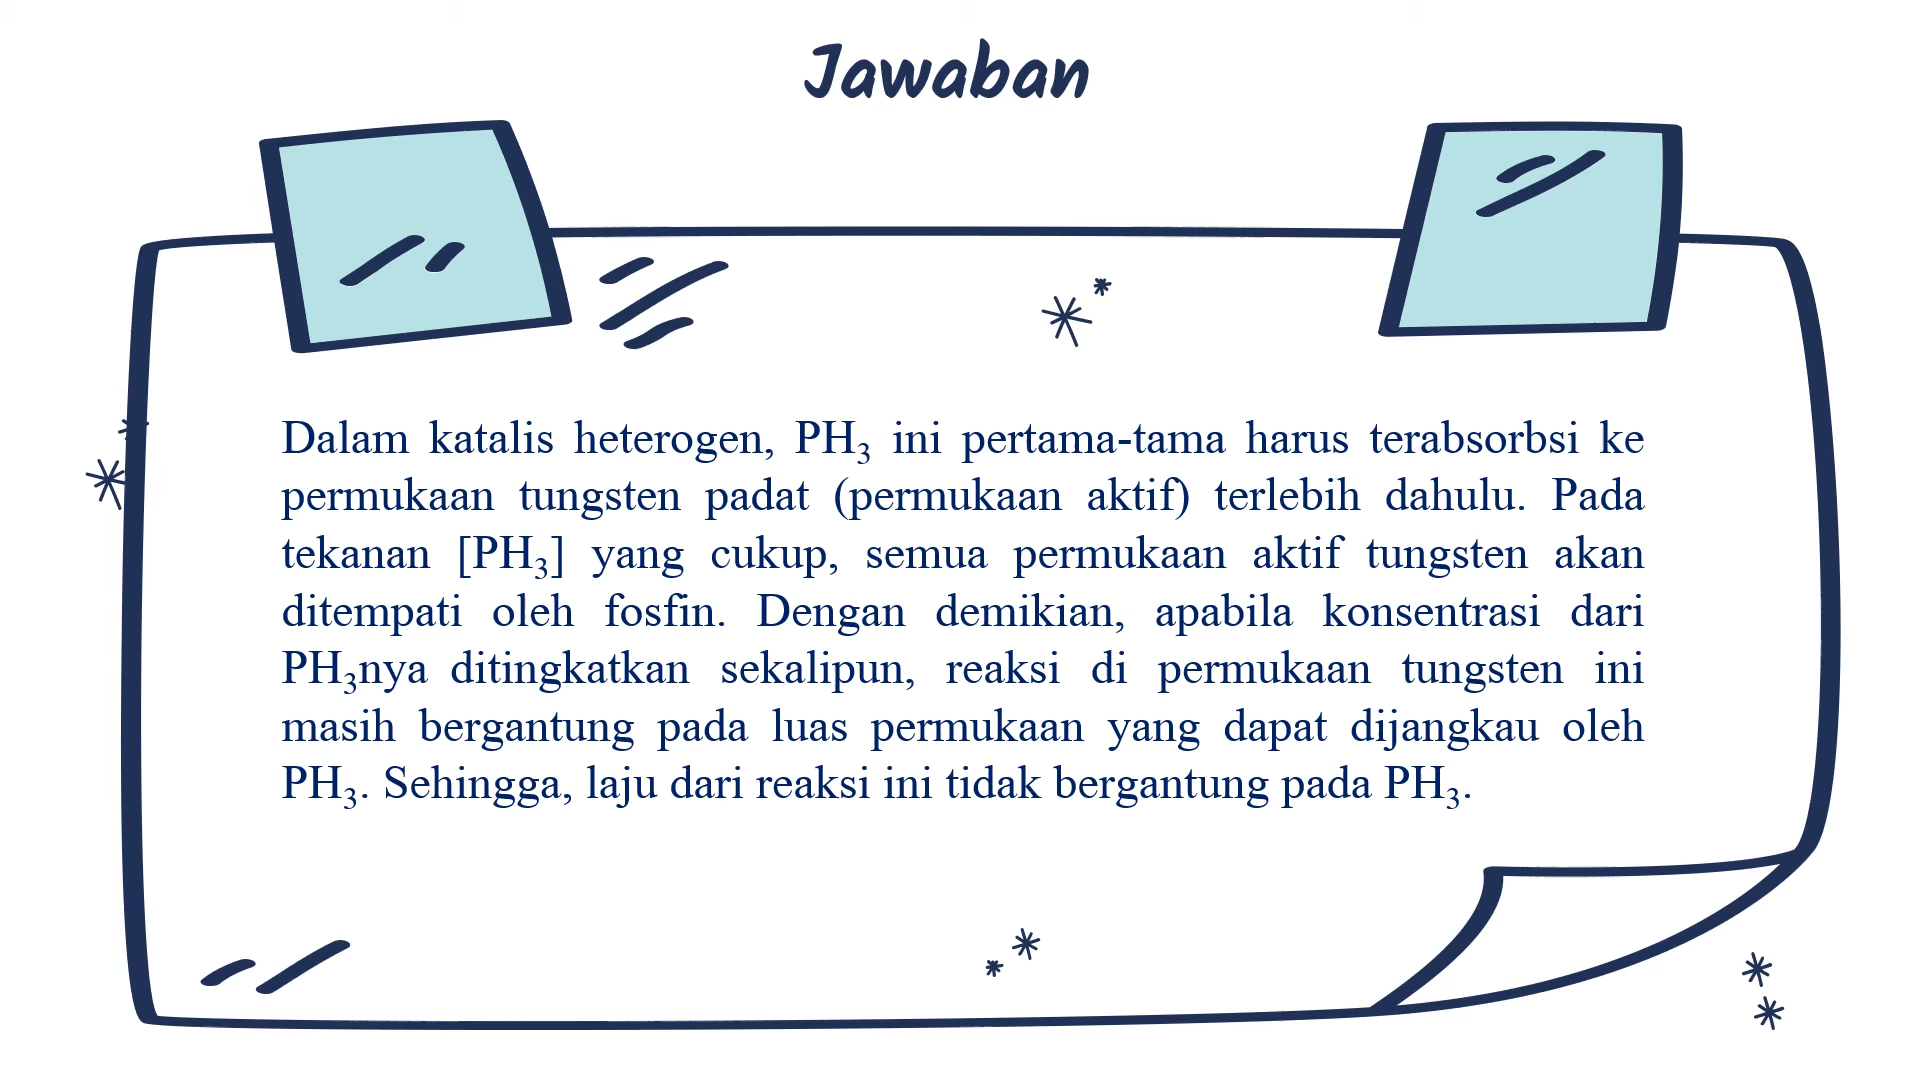 Jawaban
Dalam katalis heterogen, PH₃ ini pertama-tama harus terabsorbsi ke
permukaan tungsten padat (permukaan aktif) terlebih dahulu. Pada
tekanan [PH₃] yang cukup, semua permukaan aktif tungsten akan
ditempati oleh fosfin. Dengan demikian, apabila konsentrasi dari
PH₃nya ditingkatkan sekalipun, reaksi di permukaan tungsten ini
masih bergantung pada luas permukaan yang dapat dijangkau oleh
PH₃. Sehingga, laju dari reaksi ini tidak bergantung pada PH₃.